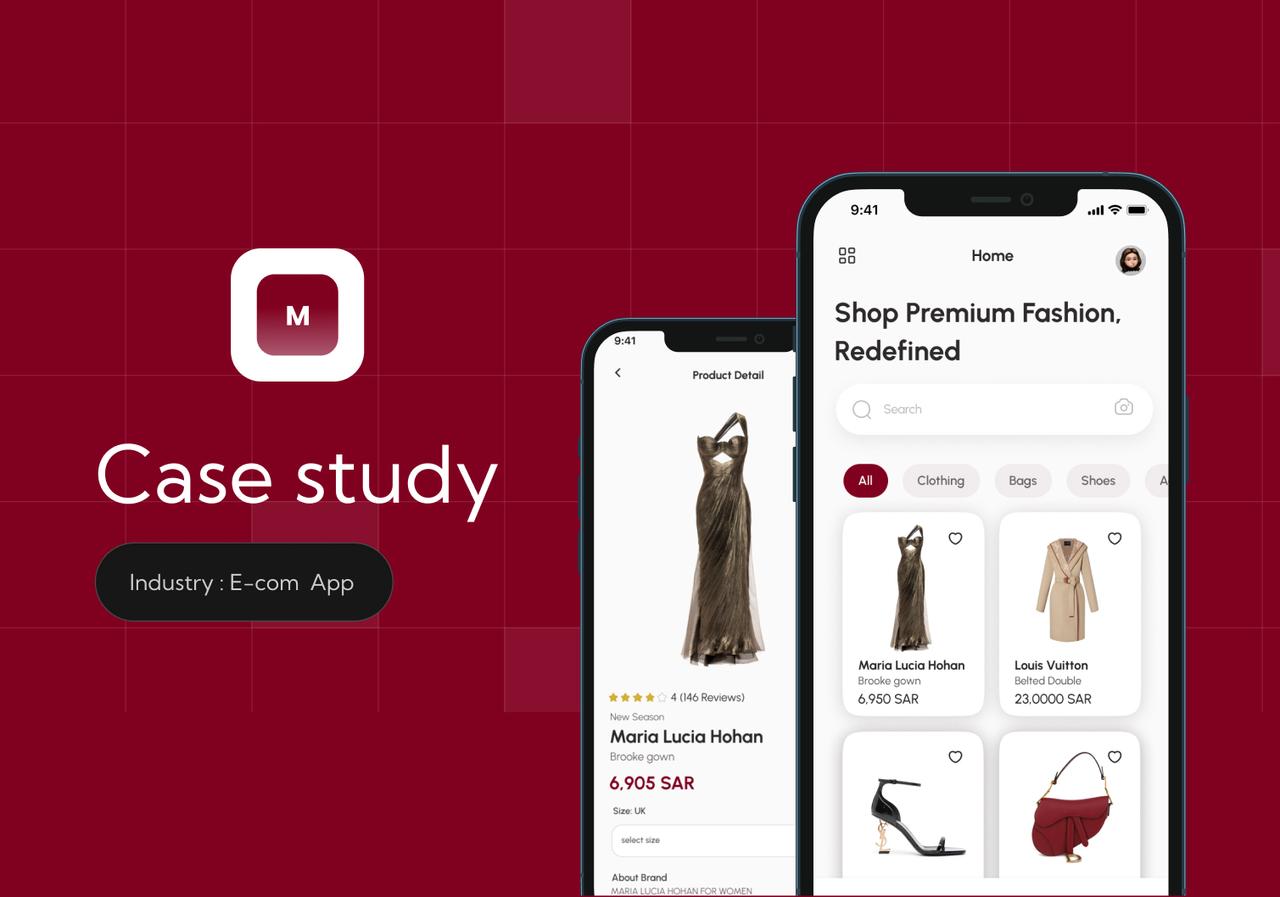 M
Case study
Industry : E-com App
9:41
Product Detail
4 (146 Reviews)
New Season
Maria Lucia Hohan
Brooke gown
6,905 SAR
Size: UK
select size
About Brand
MARIA LUCIA HOHAN FOR WOMEN
9:41
Home
Shop Premium Fashion,
Redefined
Search
All Clothing Bags Shoes A
Maria Lucia Hohan
Brooke gown
6,950 SAR
Louis Vuitton
Belted Double
23,0000 SAR